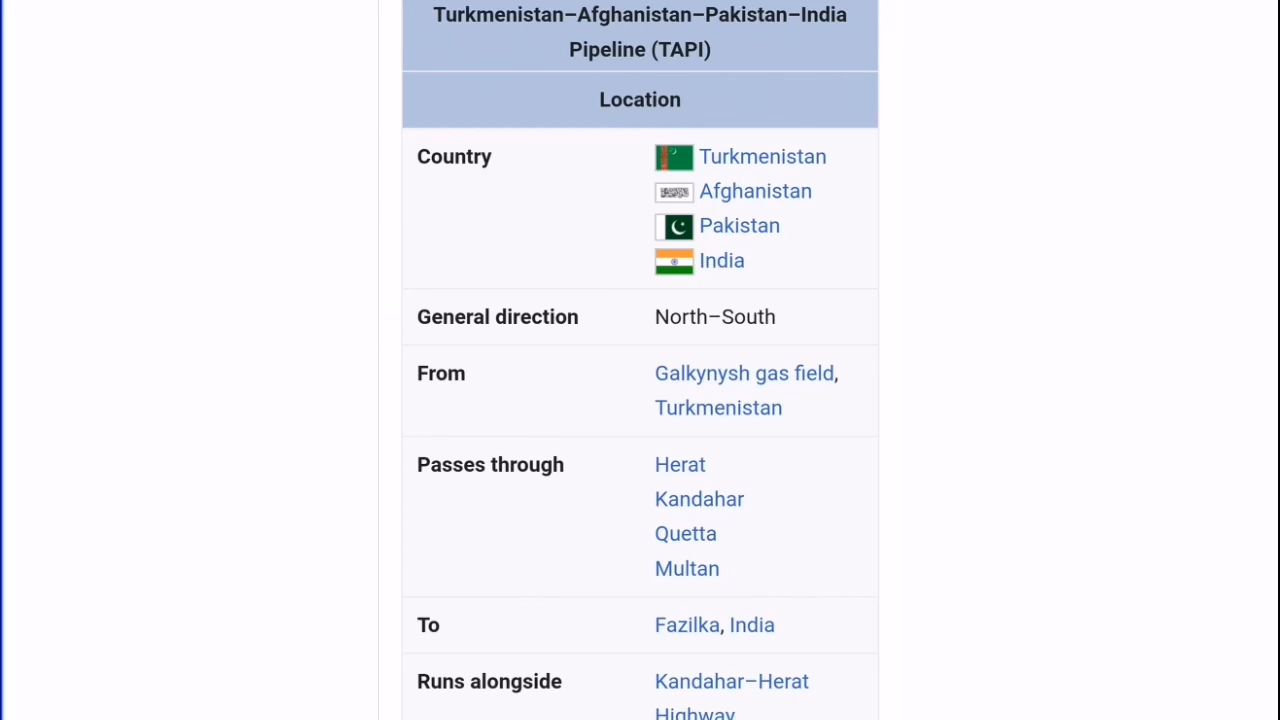 Turkmenistan–Afghanistan–Pakistan–India
Pipeline (TAPI)
Location
Country
Turkmenistan
Afghanistan
Pakistan
India
General direction
North–South
From
Galkynysh gas field,
Turkmenistan
Passes through
Herat
Kandahar
Quetta
Multan
To
Fazilka, India
Runs alongside
Kandahar–Herat
Highway